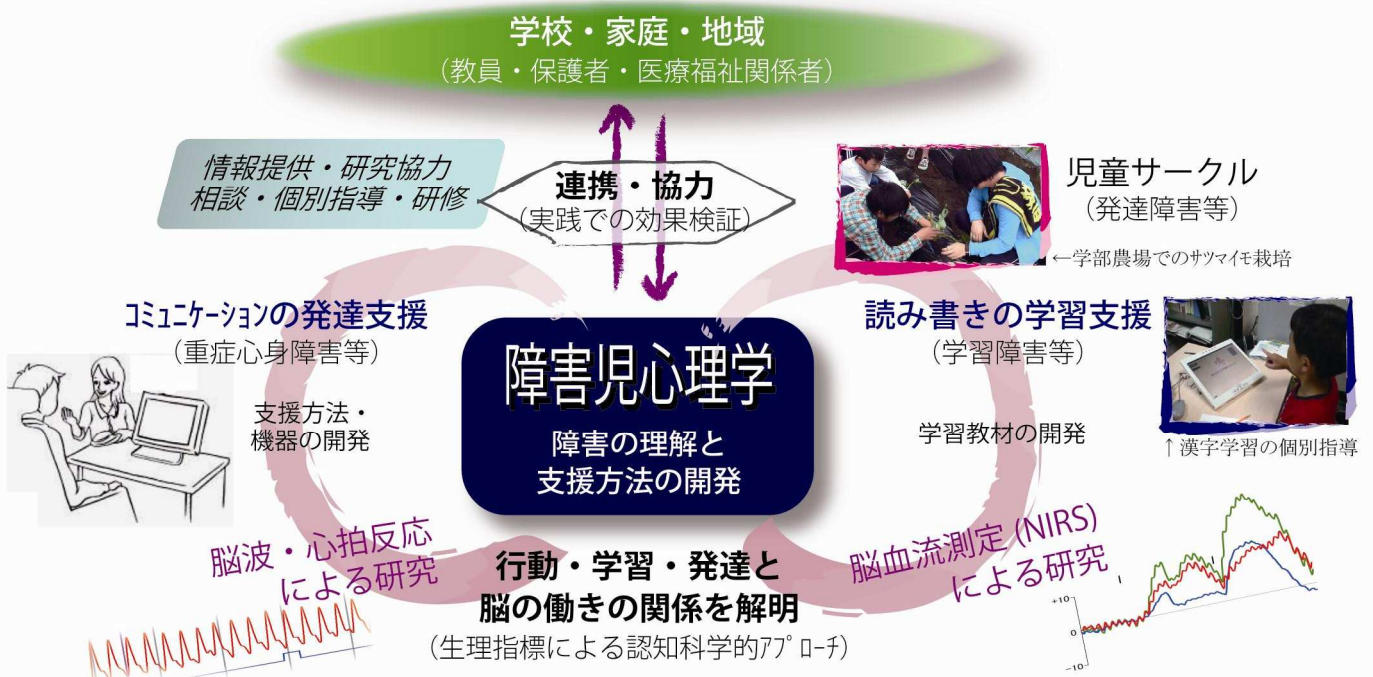 学校・家庭・地域
（教員・保護者・医療福祉関係者）
情報提供・研究協力
相談・個別指導・研修
連携・協力
（実践での効果検証）
児童サークル
（発達障害等）
←学部農場でのサツマイモ栽培
コミュニケーションの発達支援
（重症心身障害等）
支援方法・
機器の開発
障害児心理学
障害の理解と
支援方法の開発
読み書きの学習支援
（学習障害等）
学習教材の開発
↑漢字学習の個別指導
脳波・心拍反応
による研究
行動・学習・発達と
脳の働きの関係を解明
（生理指標による認知科学的アプローチ）
脳血流測定 (NIRS)
による研究
+10
0
-10